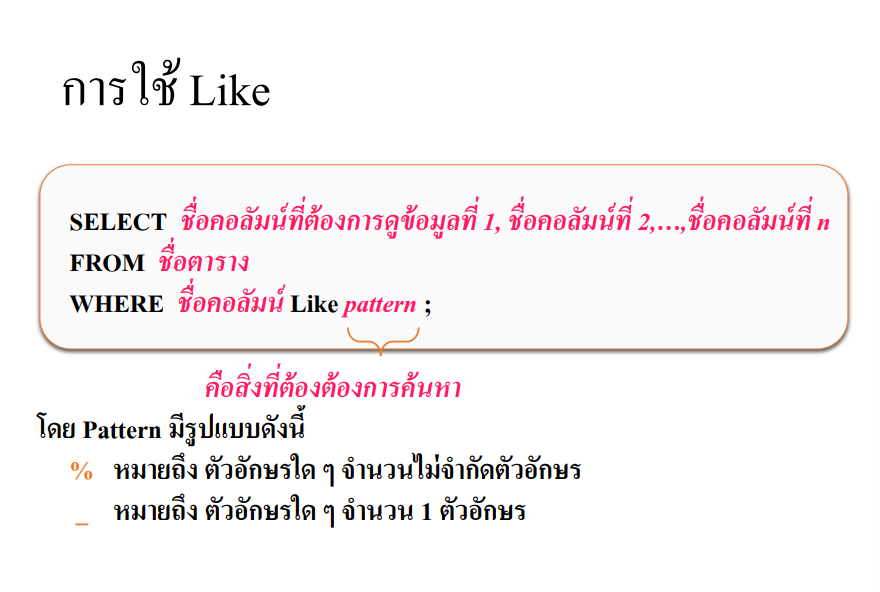 การใช้ Like
SELECT ชื่อคอลัมน์ที่ต้องการดูข้อมูลที่ 1, ชื่อคอลัมน์ที่ 2,…,ชื่อคอลัมน์ที่ n
FROM ชื่อตาราง
WHERE ชื่อคอลัมน์ Like pattern ;
คือสิ่งที่ต้องต้องการค้นหา
โดย Pattern มีรูปแบบดังนี้
% หมายถึง ตัวอักษรใด ๆ จำนวนไม่จำกัดตัวอักษร
_ หมายถึง ตัวอักษรใด ๆ จำนวน 1 ตัวอักษร